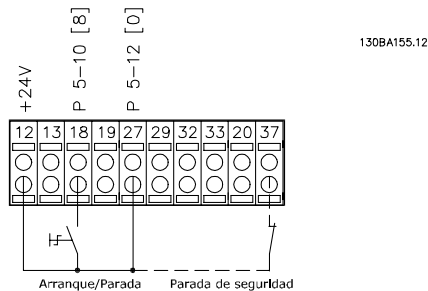 130BA155.12
+24V
P 5-10 [8]
P 5-12 [0]
12 13 18 19 27 29 32 33 20 37
Arranque/Parada Parada de seguridad